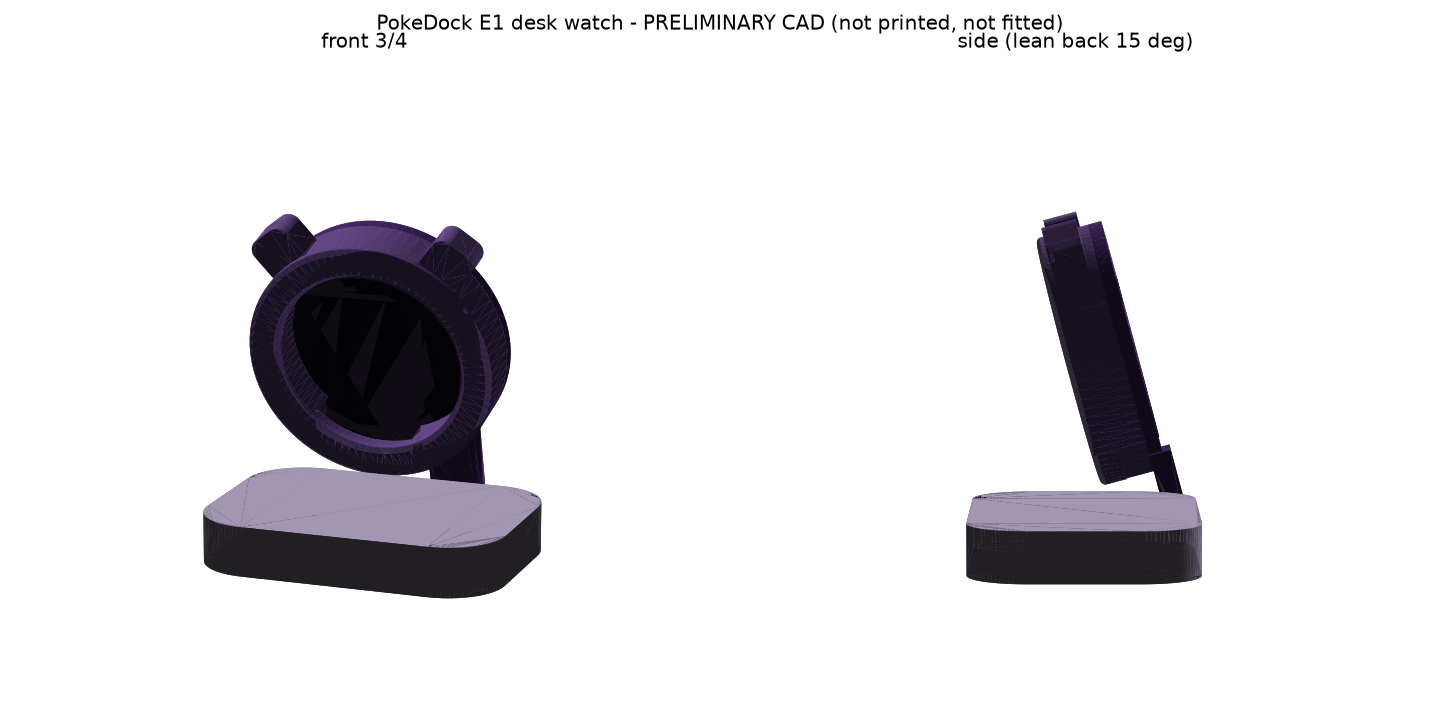 PokeDock E1 desk watch - PRELIMINARY CAD (not printed, not fitted)
front 3/4
side (lean back 15 deg)